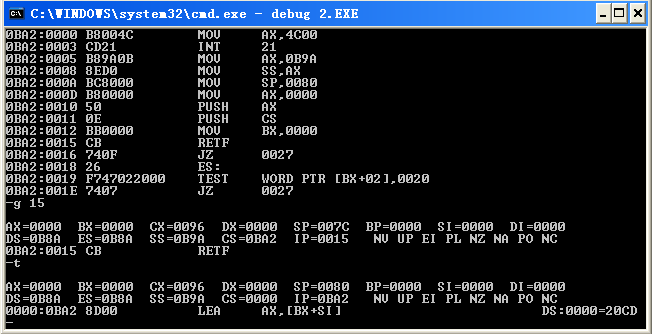 C:\WINDOWS\system32\cmd.exe - debug 2.EXE
0BA2:0000 B8004C MOV AX,4C00
0BA2:0003 CD21 INT 21
0BA2:0005 B89A0B MOV AX,0B9A
0BA2:0008 8ED0 MOV SS,AX
0BA2:000A BC8000 MOV SP,0080
0BA2:000D B80000 MOV AX,0000
0BA2:0010 50 PUSH AX
0BA2:0011 0E PUSH CS
0BA2:0012 BB0000 MOV BX,0000
0BA2:0015 CB RETF
0BA2:0016 740F JZ 0027
0BA2:0018 26 ES:
0BA2:0019 F747022000 TEST WORD PTR [BX+02],0020
0BA2:001E 7407 JZ 0027
-g 15
AX=0000 BX=0000 CX=0096 DX=0000 SP=007C BP=0000 SI=0000 DI=0000
DS=0B8A ES=0B8A SS=0B9A CS=0BA2 IP=0015 NV UP EI PL NZ NA PO NC
0BA2:0015 CB RETF
-t
AX=0000 BX=0000 CX=0096 DX=0000 SP=0080 BP=0000 SI=0000 DI=0000
DS=0B8A ES=0B8A SS=0B9A CS=0000 IP=0BA2 NV UP EI PL NZ NA PO NC
0000:0BA2 8D00 LEA AX,[BX+SI] DS:0000=20CD
-